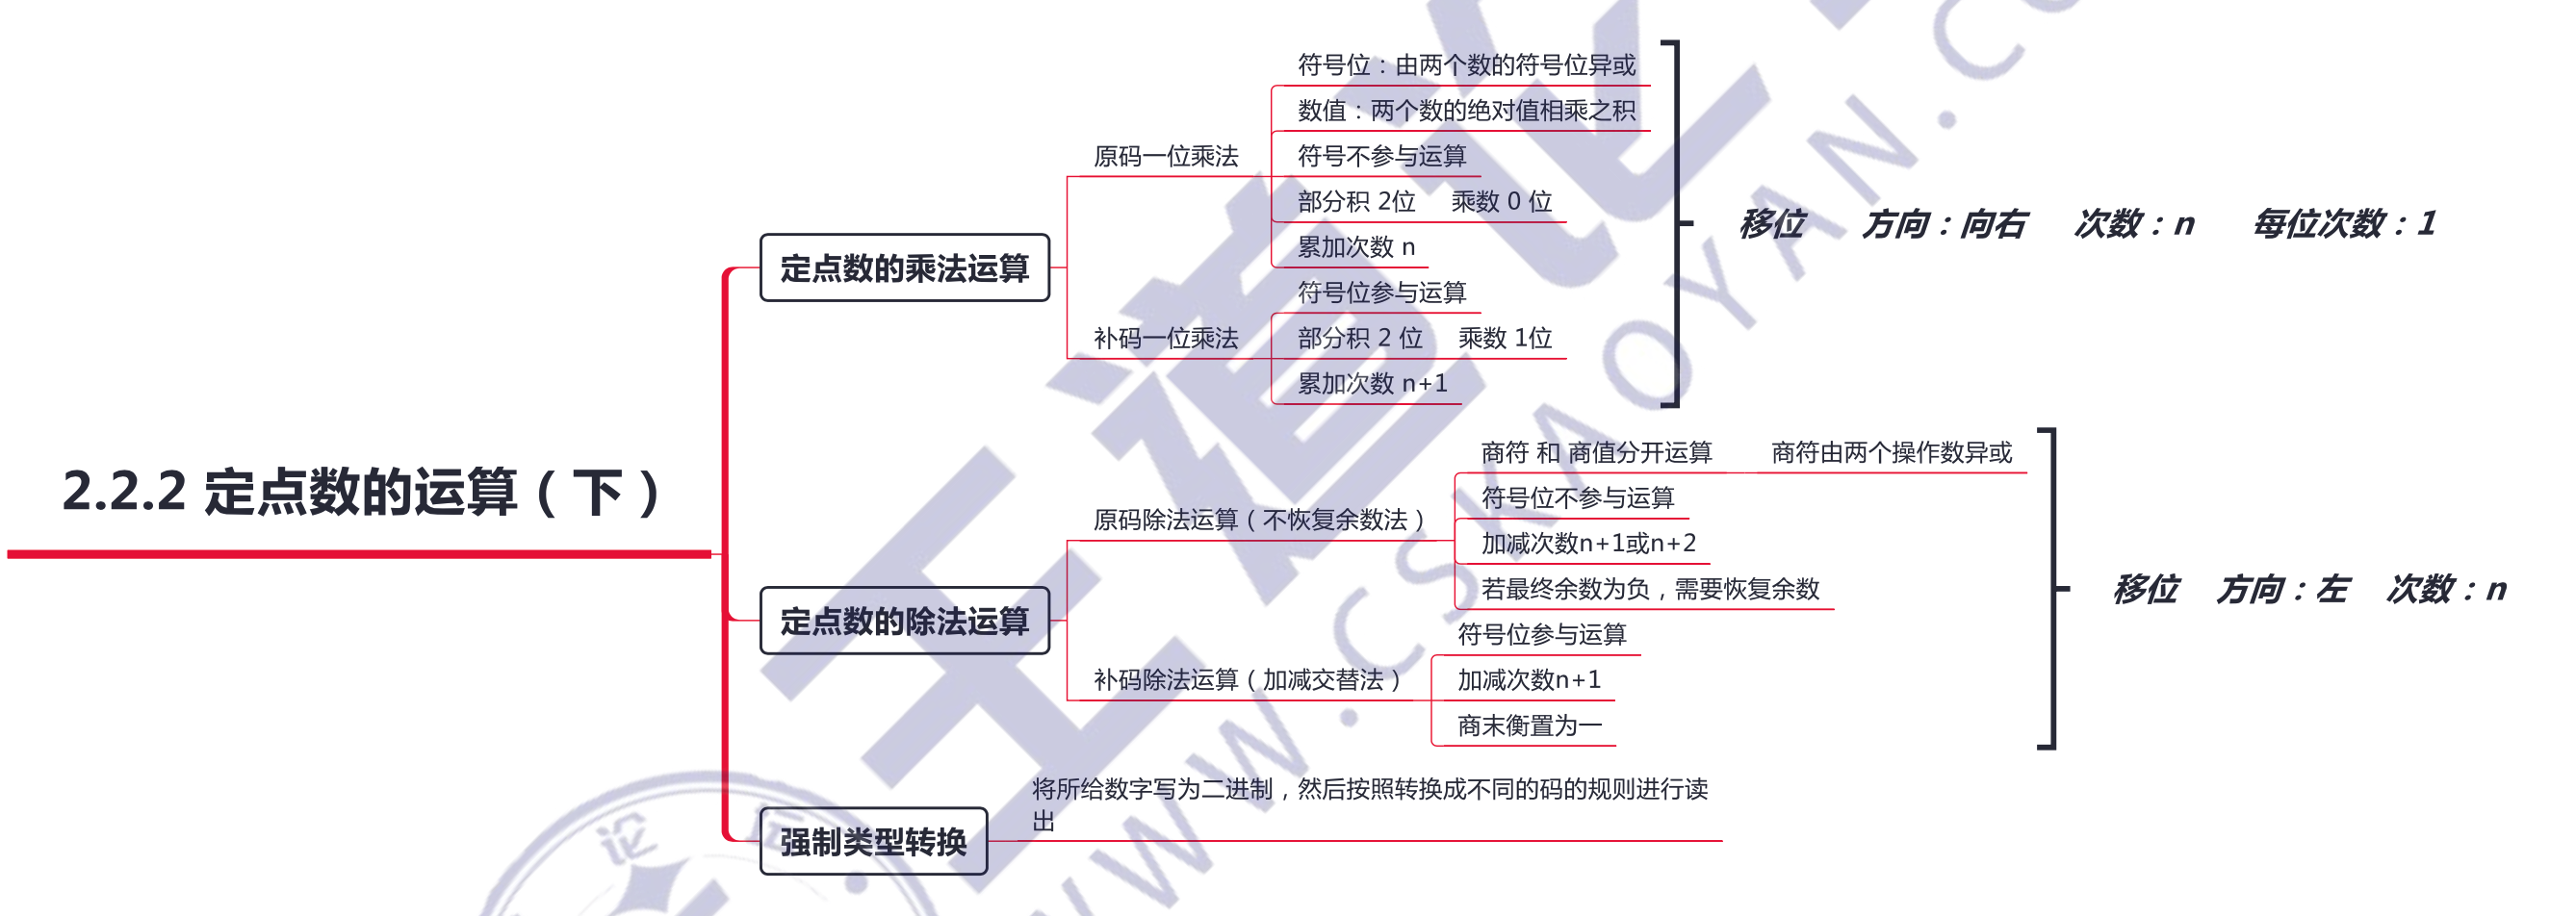 2.2.2 定点数的运算（下）
定点数的乘法运算
原码一位乘法
符号位：由两个数的符号位异或
数值：两个数的绝对值相乘之积
符号不参与运算
部分积 2位 乘数 0 位
累加次数 n
补码一位乘法
符号位参与运算
部分积 2 位 乘数 1位
累加次数 n+1
移位 方向：向右 次数：n 每位次数：1
定点数的除法运算
原码除法运算（不恢复余数法）
商符 和 商值分开运算
商符由两个操作数异或
符号位不参与运算
加减次数n+1或n+2
若最终余数为负，需要恢复余数
补码除法运算（加减交替法）
符号位参与运算
加减次数n+1
商末衡置为一
移位 方向：左 次数：n
强制类型转换
将所给数字写为二进制，然后按照转换成不同的码的规则进行读
出
王道论
WWW.CSKAOYAN.CO
论坛